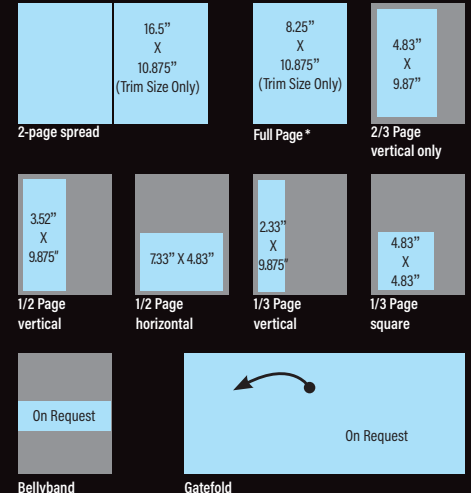 16.5”
X
10.875”
(Trim Size Only)
2-page spread
8.25”
X
10.875”
(Trim Size Only)
Full Page *
4.83”
X
9.87”
2/3 Page
vertical only
3.52”
X
9.875"
1/2 Page
vertical
7.33” X 4.83”
1/2 Page
horizontal
2.33”
X
9.875"
1/3 Page
vertical
4.83”
X
4.83”
1/3 Page
square
On Request
Bellyband
On Request
Gatefold